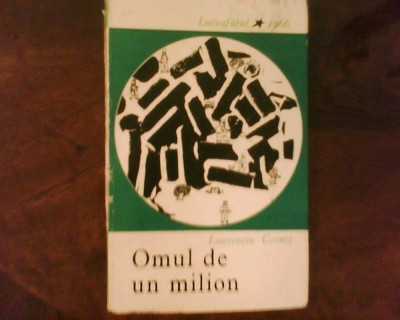 Luceafărul ★ 1966
Laurențiu Cerneț
Omul de
un milion